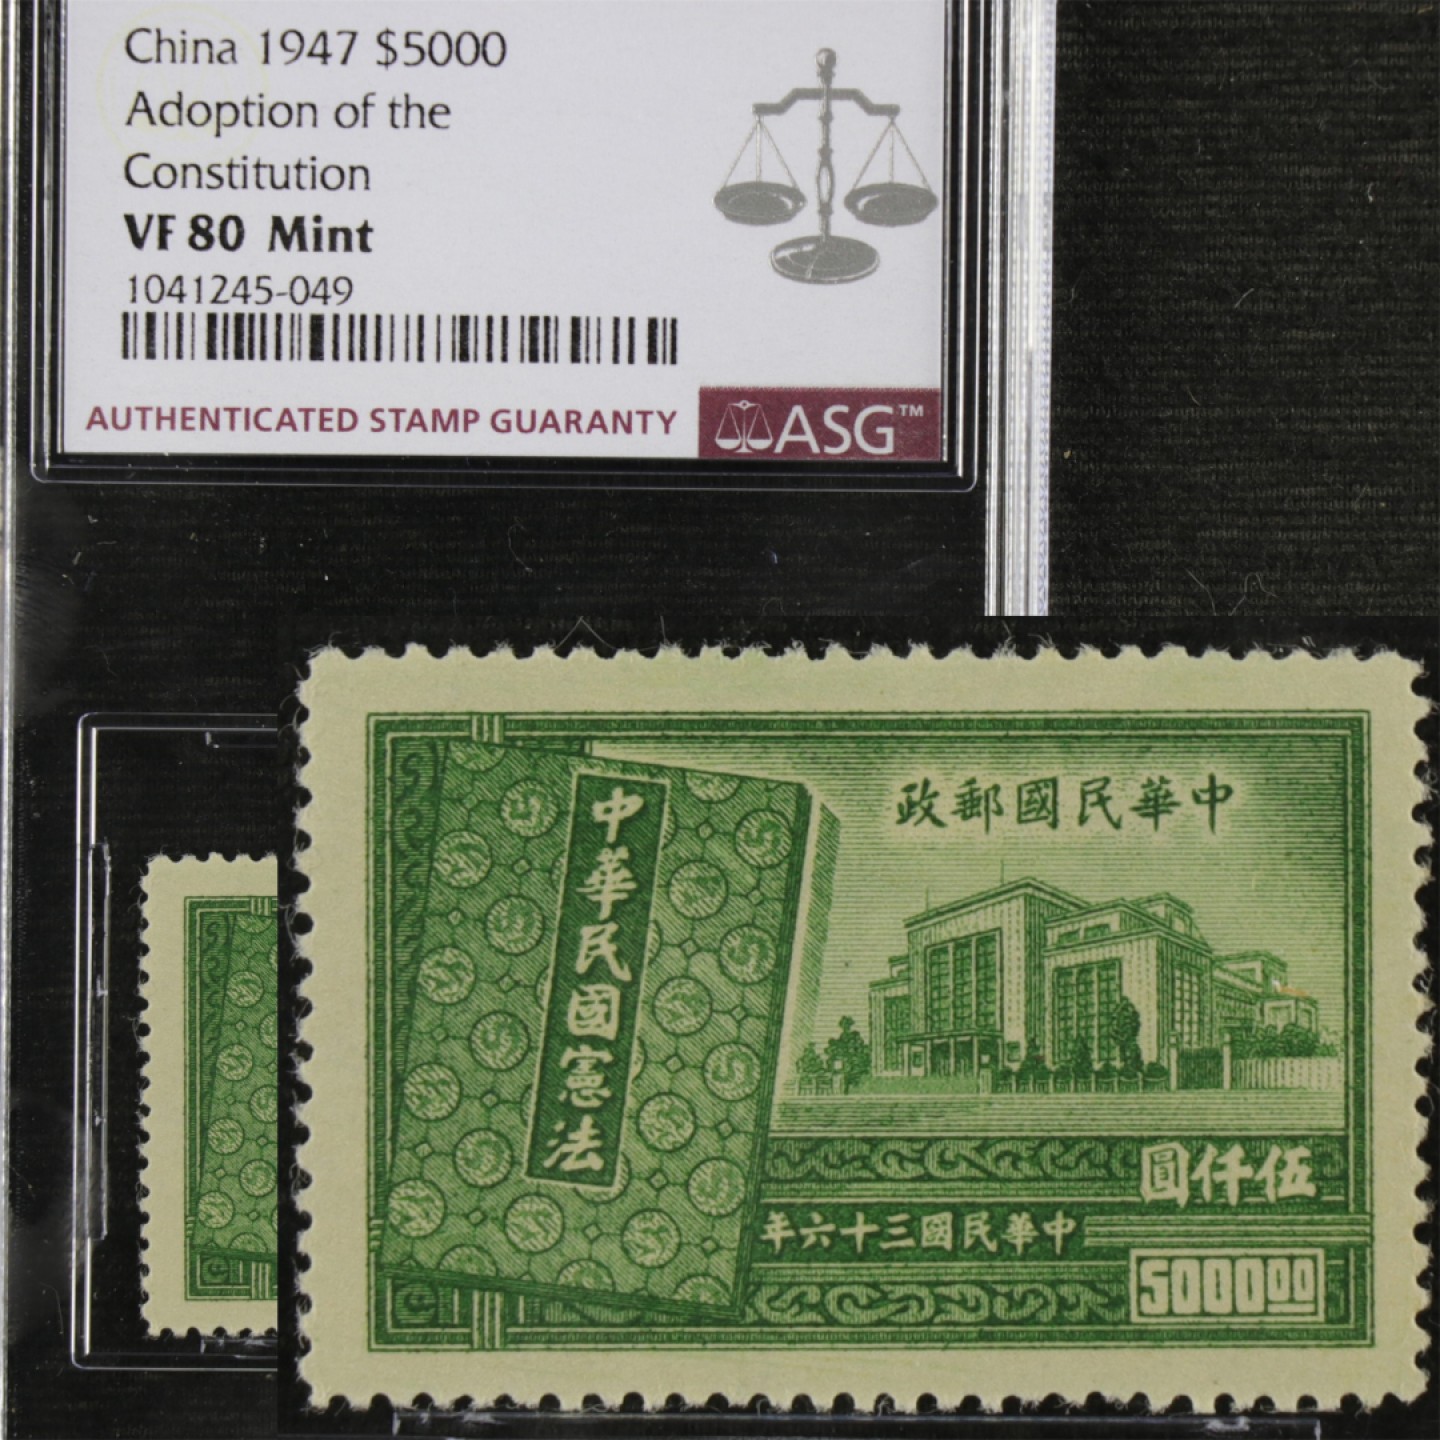 China 1947 $5000
Adoption of the
Constitution
VF 80 Mint
1041245-049
AUTHENTICATED STAMP GUARANTY
ASG™
政郵國民華中
中華民國憲法
圓仟伍
年六十三國民華中
500000